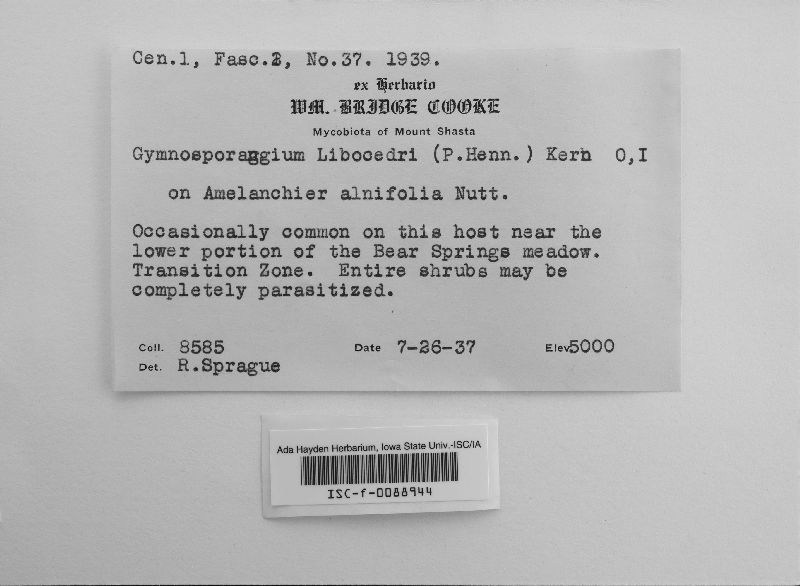 Cen.1, Fasc.2, No.37. 1939.
ex Herbario
WM. BRIDGE COOKE
Mycobiota of Mount Shasta
Gymnosporaggium Libocedri (P.Henn.) Kern O,I
on Amelanchier alnifolia Nutt.
Occasionally common on this host near the
lower portion of the Bear Springs meadow.
Transition Zone. Entire shrubs may be
completely parasitized.
Coll. 8585 Date 7-26-37 Elev 5000
Det. R.Sprague
Ada Hayden Herbarium, Iowa State Univ.-ISC/IA
ISC-f-0088944